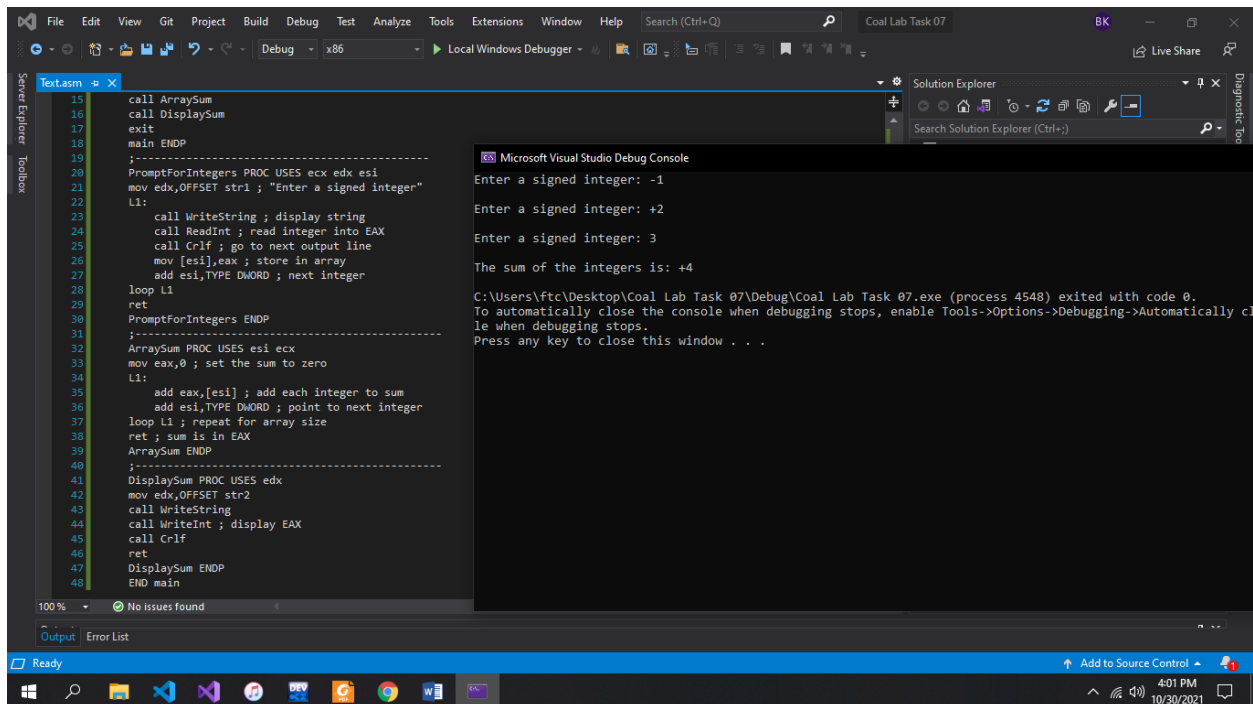 File Edit View Git Project Build Debug Test Analyze Tools Extensions Window Help Search (Ctrl+Q) Coal Lab Task 07 BK
Debug x86 Local Windows Debugger Live Share
Server Explorer
Toolbox
Text.asm
15 call ArraySum
16 call DisplaySum
17 exit
18 main ENDP
19 ;-----------------------------------------
20 PromptForIntegers PROC USES ecx edx esi
21 mov edx,OFFSET str1 ; "Enter a signed integer"
22 L1:
23 call WriteString ; display string
24 call ReadInt ; read integer into EAX
25 call Crlf ; go to next output line
26 mov [esi],eax ; store in array
27 add esi,TYPE DWORD ; next integer
28 loop L1
29 ret
30 PromptForIntegers ENDP
31 ;-------------------------------------------
32 ArraySum PROC USES esi ecx
33 mov eax,0 ; set the sum to zero
34 L1:
35 add eax,[esi] ; add each integer to sum
36 add esi,TYPE DWORD ; point to next integer
37 loop L1 ; repeat for array size
38 ret ; sum is in EAX
39 ArraySum ENDP
40 ;-------------------------------------------
41 DisplaySum PROC USES edx
42 mov edx,OFFSET str2
43 call WriteString
44 call WriteInt ; display EAX
45 call Crlf
46 ret
47 DisplaySum ENDP
48 END main
100 % No issues found
Solution Explorer
Search Solution Explorer (Ctrl+;)
Diagnostic Too
Microsoft Visual Studio Debug Console
Enter a signed integer: -1
Enter a signed integer: +2
Enter a signed integer: 3
The sum of the integers is: +4
C:\Users\ftc\Desktop\Coal Lab Task 07\Debug\Coal Lab Task 07.exe (process 4548) exited with code 0.
To automatically close the console when debugging stops, enable Tools->Options->Debugging->Automatically cl
le when debugging stops.
Press any key to close this window . . .
Output Error List
Ready Add to Source Control 1
DEV
4:01 PM
10/30/2021